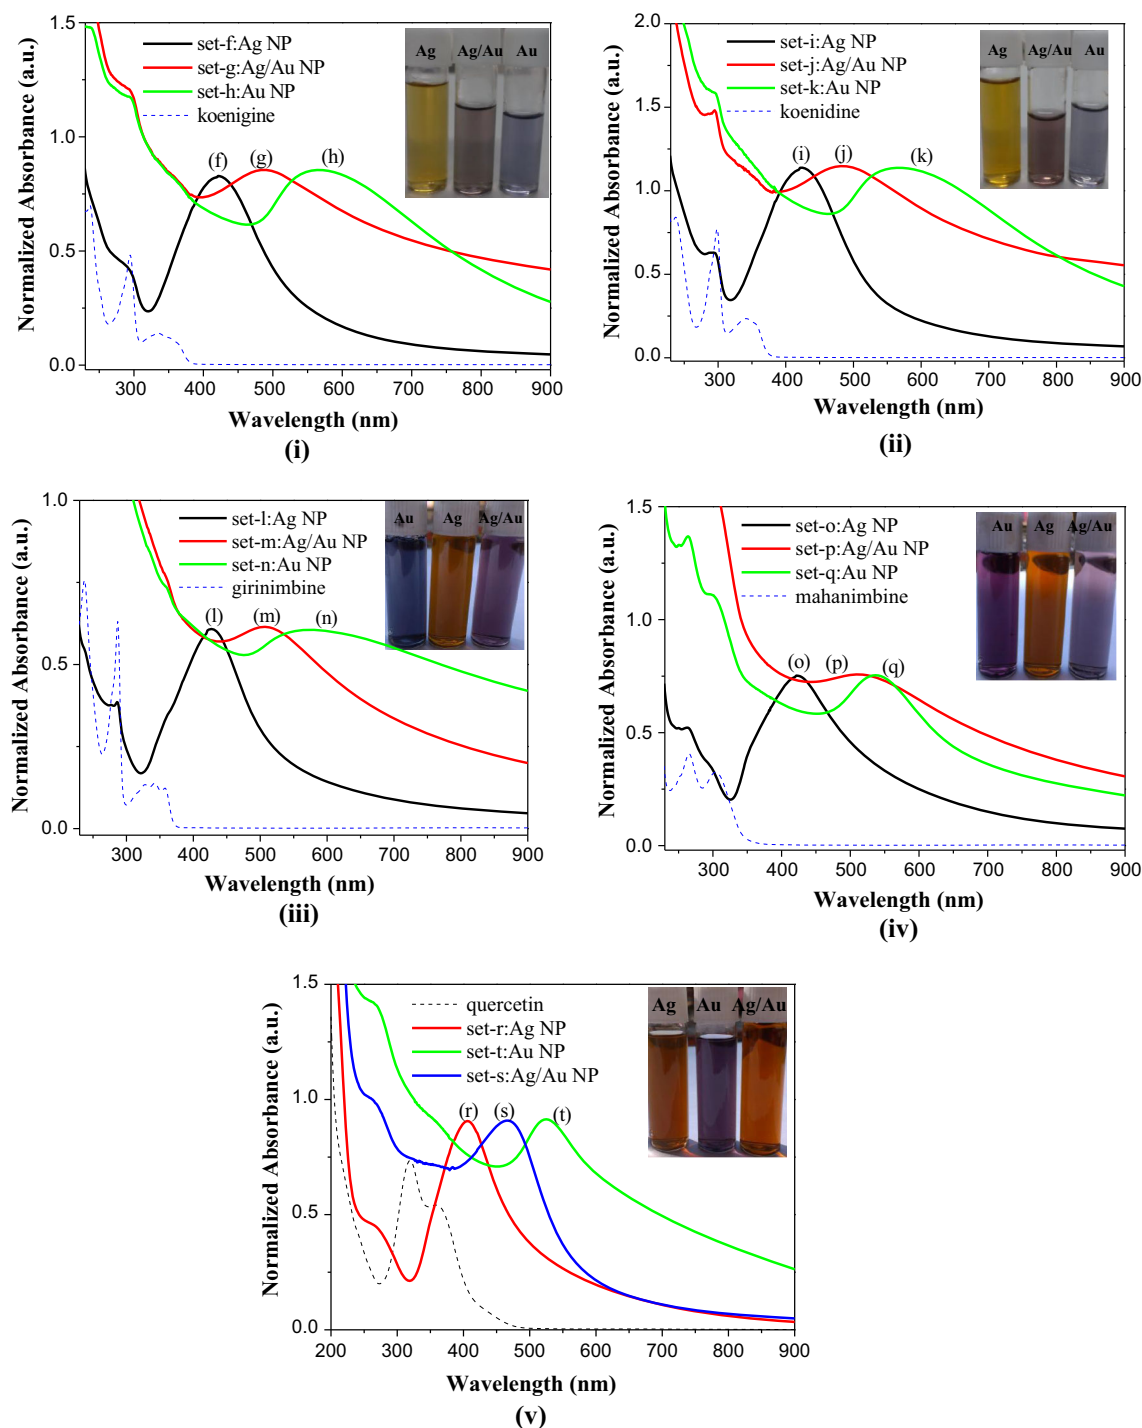 1.5
1.0
0.5
0.0
Normalized Absorbance (a.u.)
set-f:Ag NP
set-g:Ag/Au NP
set-h:Au NP
koenigine
Ag Ag/Au Au
(f) (g) (h)
300 400 500 600 700 800 900
Wavelength (nm)
(i)
2.0
1.5
1.0
0.5
0.0
Normalized Absorbance (a.u.)
set-i:Ag NP
set-j:Ag/Au NP
set-k:Au NP
koenidine
Ag Ag/Au Au
(i) (j) (k)
300 400 500 600 700 800 900
Wavelength (nm)
(ii)
1.0
0.5
0.0
Normalized Absorbance (a.u.)
set-l:Ag NP
set-m:Ag/Au NP
set-n:Au NP
girinimbine
Au Ag Ag/Au
(l) (m) (n)
300 400 500 600 700 800 900
Wavelength (nm)
(iii)
1.5
1.0
0.5
0.0
Normalized Absorbance (a.u.)
set-o:Ag NP
set-p:Ag/Au NP
set-q:Au NP
mahanimbine
Au Ag Ag/Au
(o) (p) (q)
300 400 500 600 700 800 900
Wavelength (nm)
(iv)
1.5
1.0
0.5
0.0
Normalized Absorbance (a.u.)
quercetin
set-r:Ag NP
set-t:Au NP
set-s:Ag/Au NP
Ag Au Ag/Au
(r) (s) (t)
200 300 400 500 600 700 800 900
Wavelength (nm)
(v)